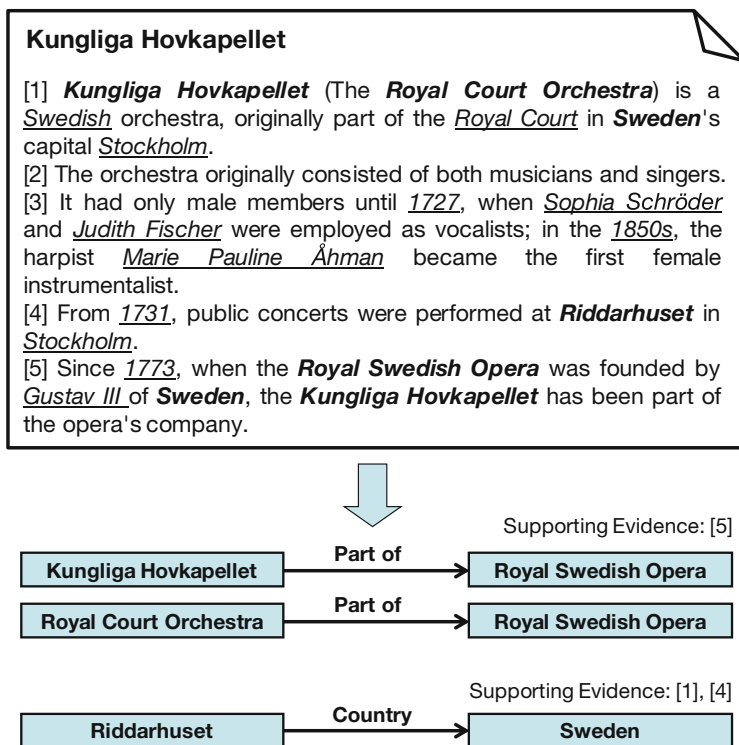 Kungliga Hovkapellet
[1] Kungliga Hovkapellet (The Royal Court Orchestra) is a
Swedish orchestra, originally part of the Royal Court in Sweden's
capital Stockholm.
[2] The orchestra originally consisted of both musicians and singers.
[3] It had only male members until 1727, when Sophia Schröder
and Judith Fischer were employed as vocalists; in the 1850s, the
harpist Marie Pauline Åhman became the first female
instrumentalist.
[4] From 1731, public concerts were performed at Riddarhuset in
Stockholm.
[5] Since 1773, when the Royal Swedish Opera was founded by
Gustav III of Sweden, the Kungliga Hovkapellet has been part of
the opera's company.
Supporting Evidence: [5]
Kungliga Hovkapellet Part of Royal Swedish Opera
Royal Court Orchestra Part of Royal Swedish Opera
Supporting Evidence: [1], [4]
Riddarhuset Country Sweden